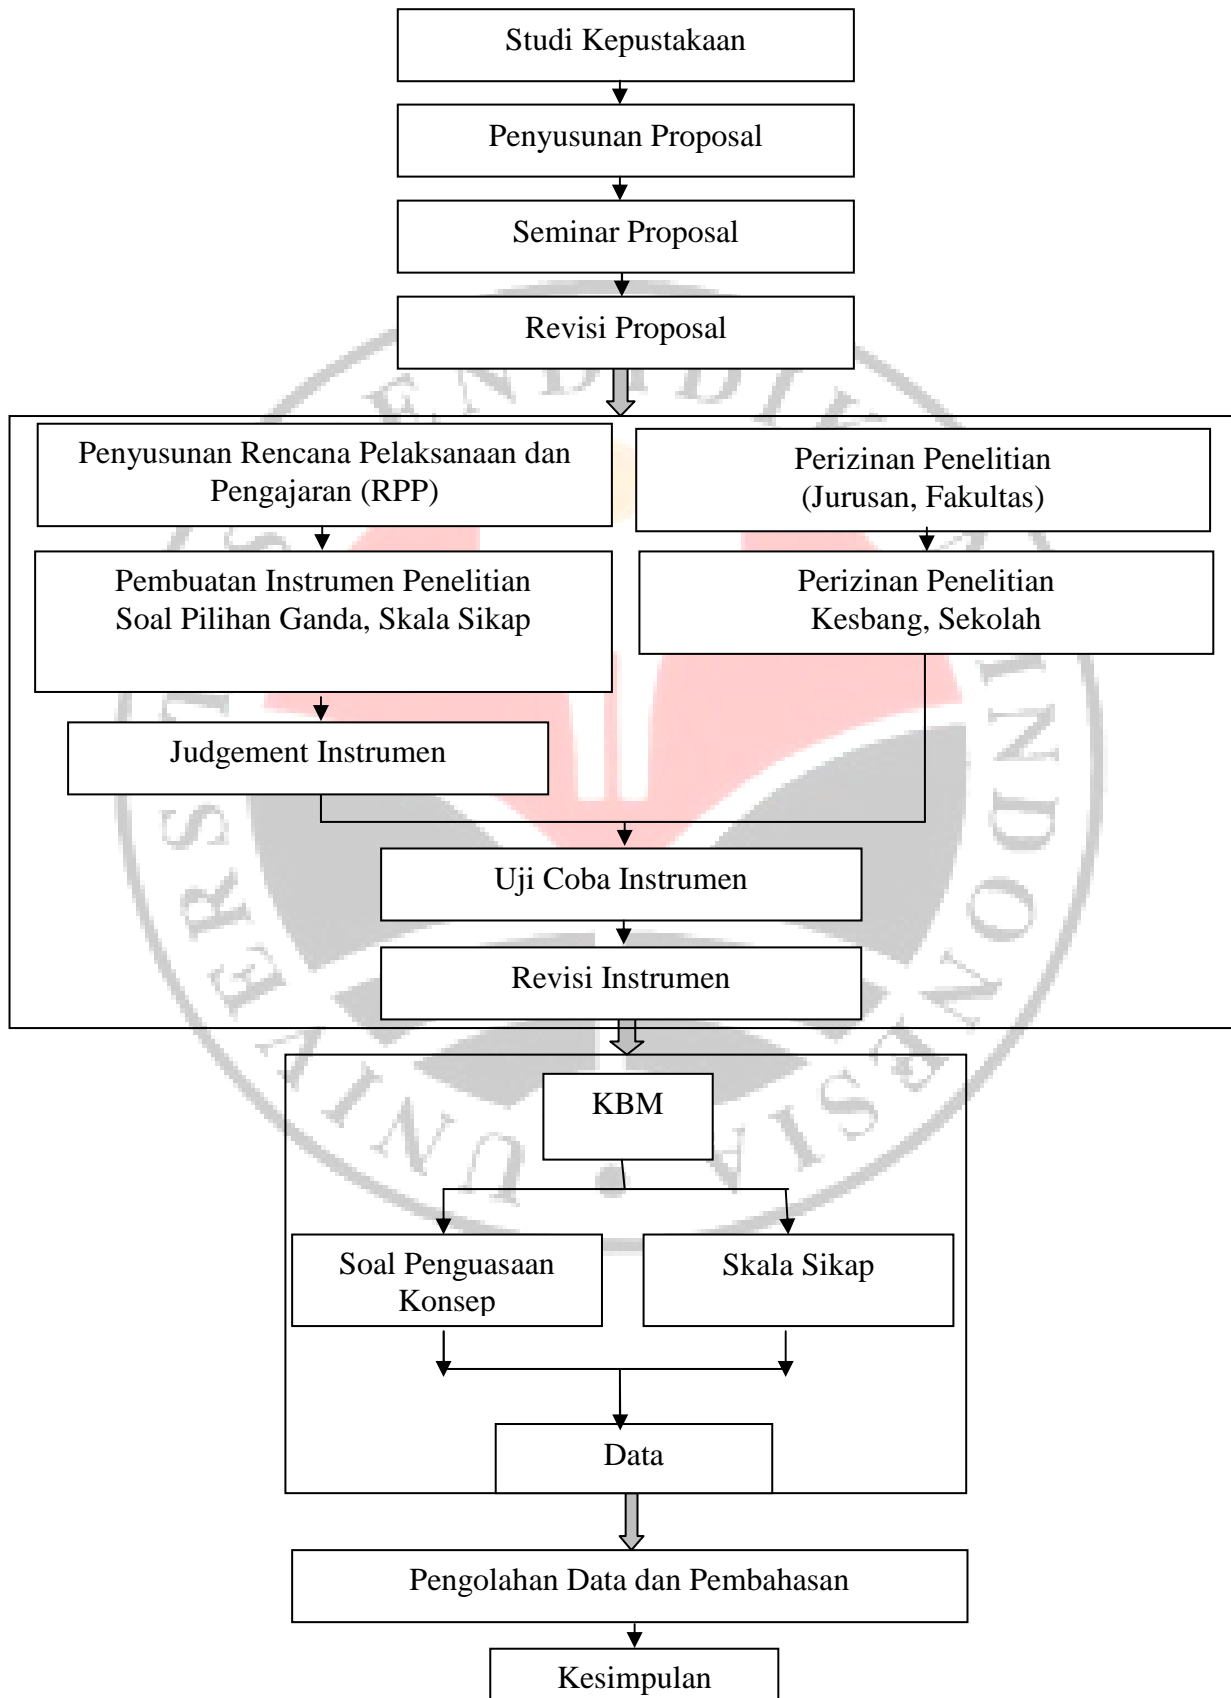 Studi Kepustakaan
Penyusunan Proposal
Seminar Proposal
Revisi Proposal
Penyusunan Rencana Pelaksanaan dan
Pengajaran (RPP)
Perizinan Penelitian
(Jurusan, Fakultas)
Pembuatan Instrumen Penelitian
Soal Pilihan Ganda, Skala Sikap
Perizinan Penelitian
Kesbang, Sekolah
Judgement Instrumen
Uji Coba Instrumen
Revisi Instrumen
KBM
Soal Penguasaan
Konsep
Skala Sikap
Data
Pengolahan Data dan Pembahasan
Kesimpulan